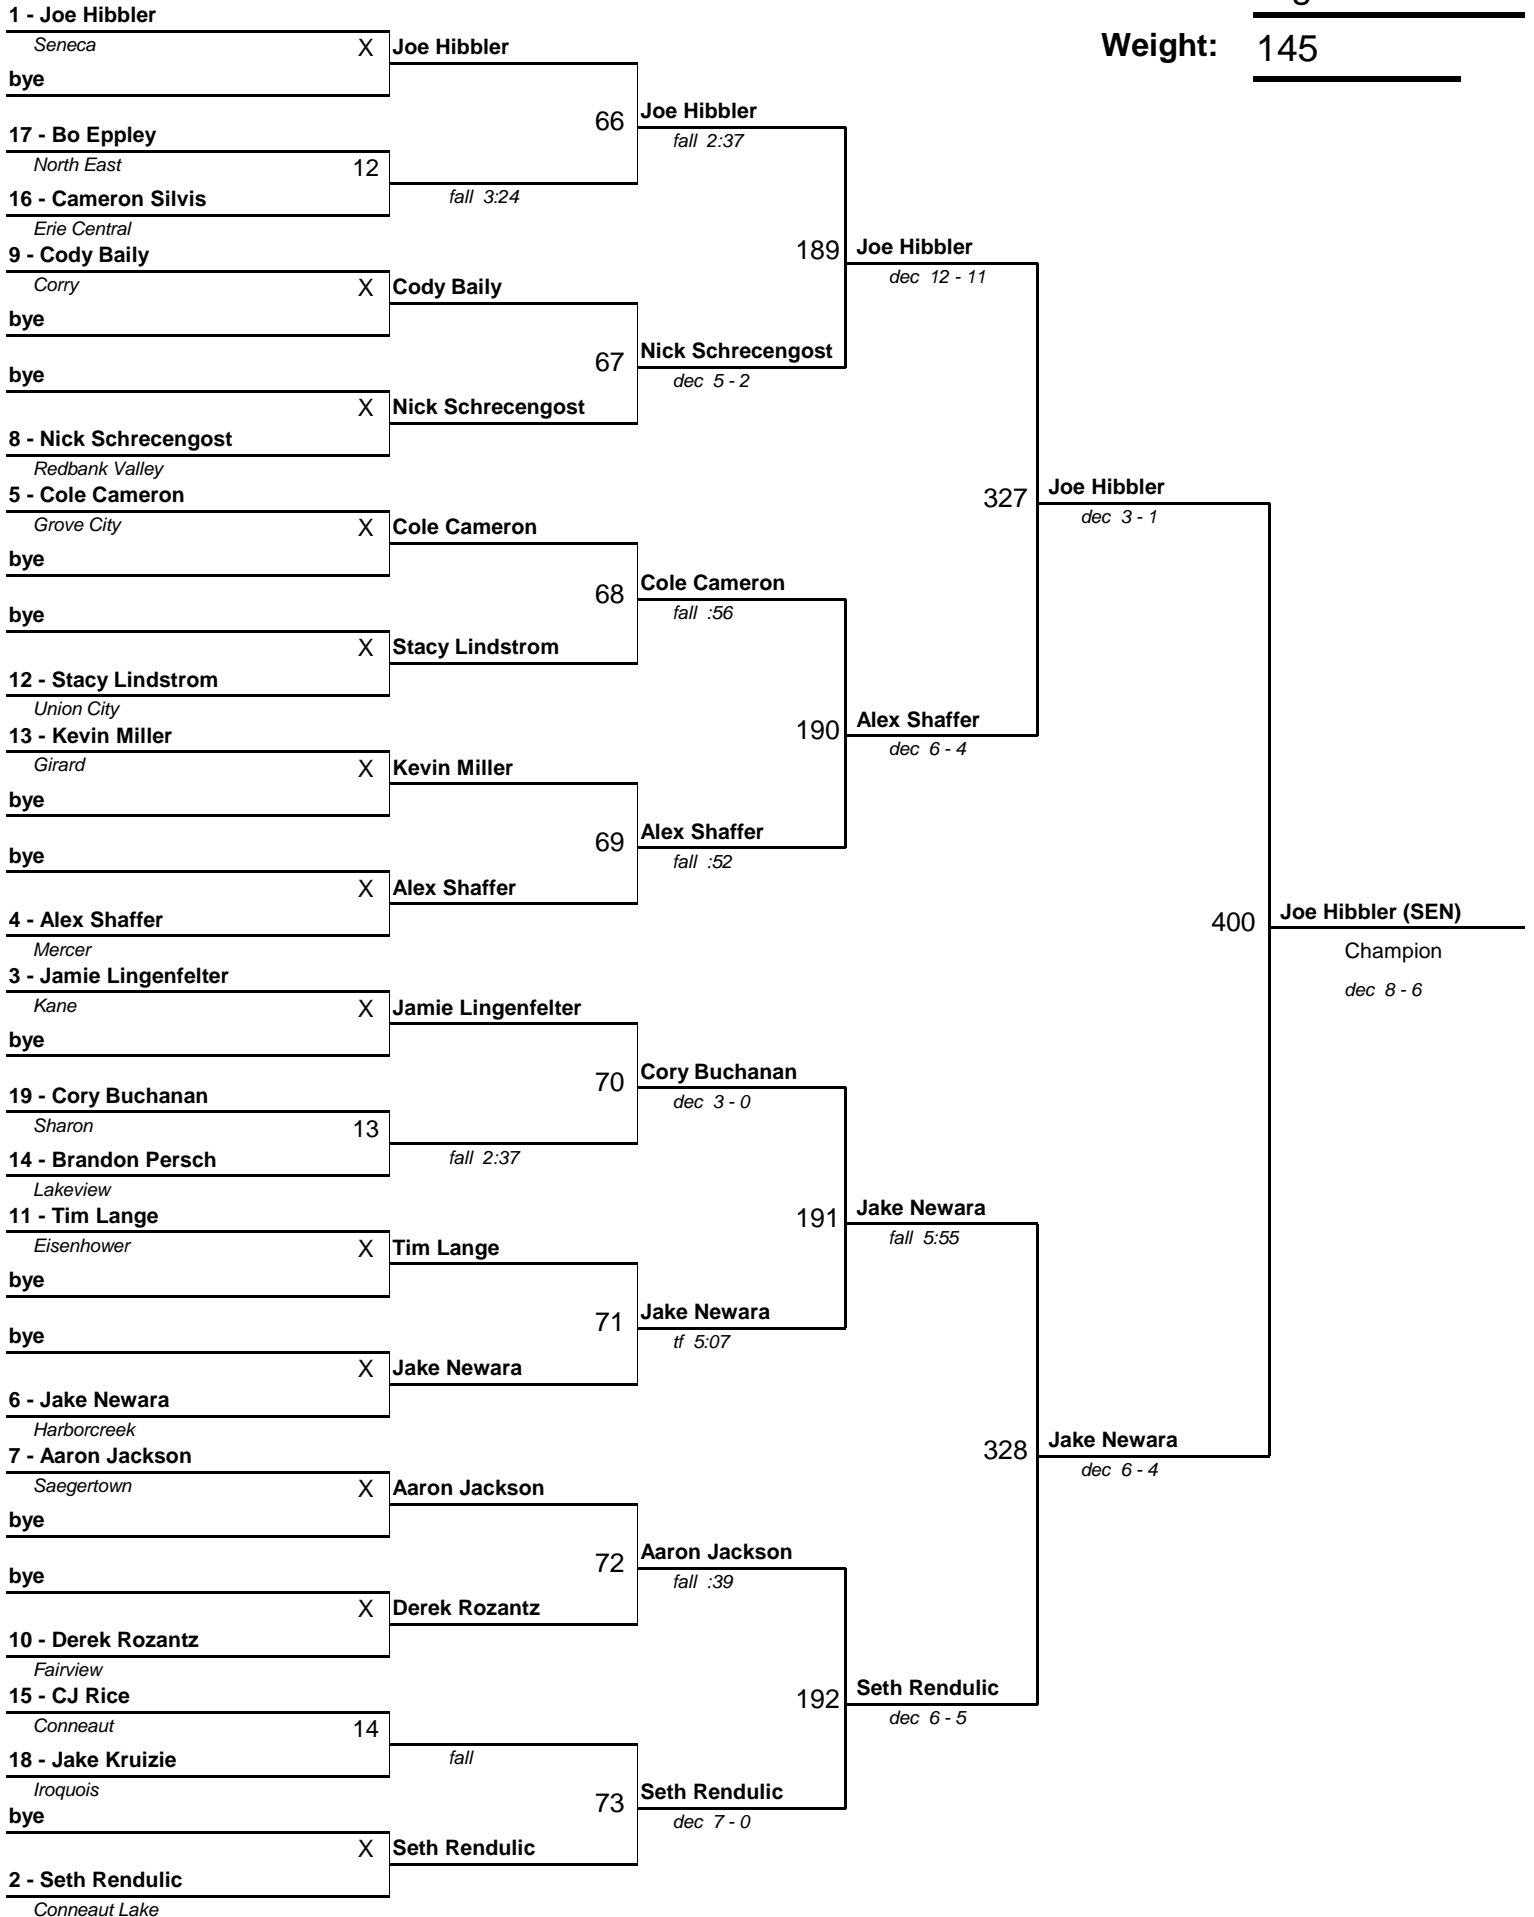 1 - Joe Hibbler
Seneca
X
Joe Hibbler
Weight: 145
bye
66
Joe Hibbler
fall 2:37
17 - Bo Eppley
North East
12
fall 3:24
16 - Cameron Silvis
Erie Central
189
Joe Hibbler
dec 12 - 11
9 - Cody Baily
Corry
X
Cody Baily
bye
67
Nick Schrecengost
dec 5 - 2
bye
X
Nick Schrecengost
8 - Nick Schrecengost
Redbank Valley
327
Joe Hibbler
dec 3 - 1
5 - Cole Cameron
Grove City
X
Cole Cameron
bye
68
Cole Cameron
fall :56
bye
X
Stacy Lindstrom
12 - Stacy Lindstrom
Union City
190
Alex Shaffer
dec 6 - 4
13 - Kevin Miller
Girard
X
Kevin Miller
bye
69
Alex Shaffer
fall :52
bye
X
Alex Shaffer
4 - Alex Shaffer
Mercer
400
Joe Hibbler (SEN)
Champion
dec 8 - 6
3 - Jamie Lingenfelter
Kane
X
Jamie Lingenfelter
bye
70
Cory Buchanan
dec 3 - 0
19 - Cory Buchanan
Sharon
13
fall 2:37
14 - Brandon Persch
Lakeview
191
Jake Newara
fall 5:55
11 - Tim Lange
Eisenhower
X
Tim Lange
bye
71
Jake Newara
tf 5:07
bye
X
Jake Newara
6 - Jake Newara
Harborcreek
328
Jake Newara
dec 6 - 4
7 - Aaron Jackson
Saegertown
X
Aaron Jackson
bye
72
Aaron Jackson
fall :39
bye
X
Derek Rozantz
10 - Derek Rozantz
Fairview
192
Seth Rendulic
dec 6 - 5
15 - CJ Rice
Conneaut
14
fall
18 - Jake Kruizie
Iroquois
73
Seth Rendulic
dec 7 - 0
bye
X
Seth Rendulic
2 - Seth Rendulic
Conneaut Lake